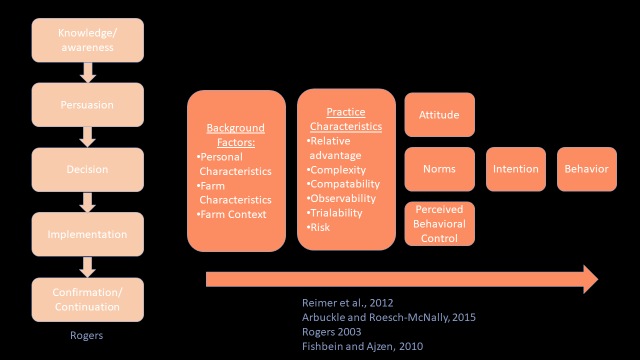 Knowledge/
awareness
Persuasion
Decision
Implementation
Confirmation/
Continuation
Rogers
Background
Factors:
•Personal
Characteristics
•Farm
Characteristics
•Farm Context
Practice
Characteristics
•Relative
advantage
•Complexity
•Compatability
•Observability
•Trialability
•Risk
Attitude
Norms
Perceived
Behavioral
Control
Intention
Behavior
Reimer et al., 2012
Arbuckle and Roesch-McNally, 2015
Rogers 2003
Fishbein and Ajzen, 2010